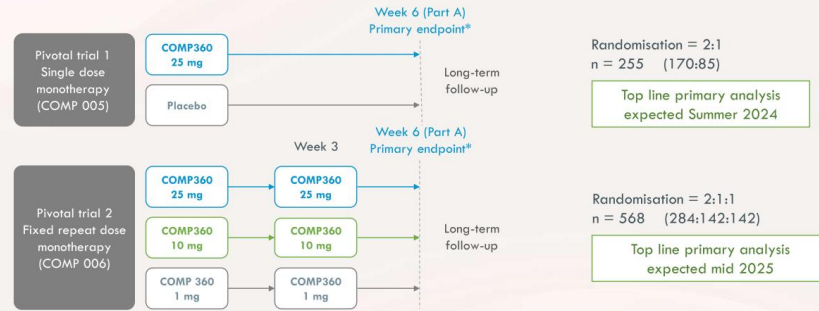 Week 6 (Part A)
Primary endpoint*
Pivotal trial 1
Single dose
monotherapy
(COMP 005)
COMP360
25 mg
Placebo
Long-term
follow-up
Randomisation = 2:1
n = 255 (170:85)
Top line primary analysis
expected Summer 2024
Week 3
Week 6 (Part A)
Primary endpoint*
Pivotal trial 2
Fixed repeat dose
monotherapy
(COMP 006)
COMP360
25 mg
COMP360
25 mg
COMP360
10 mg
COMP360
10 mg
COMP 360
1 mg
COMP360
1 mg
Long-term
follow-up
Randomisation = 2:1:1
n = 568 (284:142:142)
Top line primary analysis
expected mid 2025